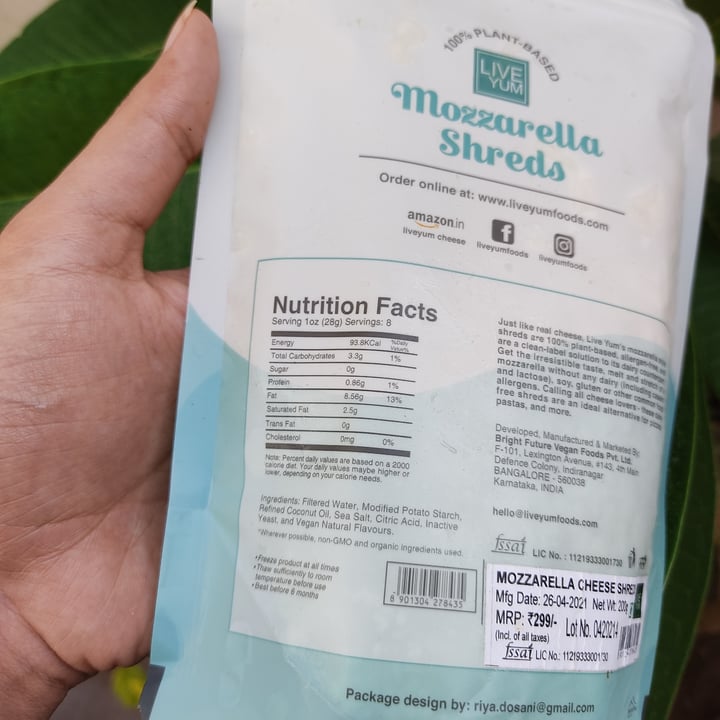 100% PLANT-BASED
LIVE
YUM
Mozzarella
Shreds
Order online at: www.liveyumfoods.com
amazon.in
liveyum cheese
liveyumfoods
liveyumfoods
Nutrition Facts
Serving 1oz (28g) Servings: 8
Energy 93.8KCal %Daily Value%
Total Carbohydrates 3.3g 1%
Sugar 0g
Protein 0.86g 1%
Fat 8.56g 13%
Saturated Fat 2.5g
Trans Fat 0g
Cholesterol 0mg 0%
Note: Percent daily values are based on a 2000
calorie diet. Your daily values maybe higher or
lower, depending on your calorie needs.
Ingredients: Filtered Water, Modified Potato Starch,
Refined Coconut Oil, Sea Salt, Citric Acid, Inactive
Yeast, and Vegan Natural Flavours.
*Wherever possible, non-GMO and organic ingredients used.
*Freeze product at all times
*Thaw sufficiently to room
temperature before use
*Best before 6 months
8 901304 278435
Just like real cheese, Live Yum's mozzarella
shreds are 100% plant-based, allergen-free and
are a clean-label solution to its dairy
Get the irresistible taste, melt and stretch of
mozzarella without any dairy (including casein
and lactose), soy, gluten or other common
allergens. Calling all cheese lovers - these
free shreds are an ideal alternative for pizzas,
pastas, and more.
Developed, Manufactured & Marketed By:
Bright Future Vegan Foods Pvt. Ltd.
F-101, Lexington Avenue, #143, 4th Main
Defence Colony, Indiranagar
BANGALORE - 560038
Karnataka, INDIA
hello@liveyumfoods.com
fssai LIC No. : 11219333001730
MOZZARELLA CHEESE SHRED
Mfg Date: 26-04-2021 Net Wt: 200g
MRP: ₹299/- Lot No. 042021
(Incl. of all taxes)
fssai LIC No.:
Package design by: riya.dosani@gmail.com